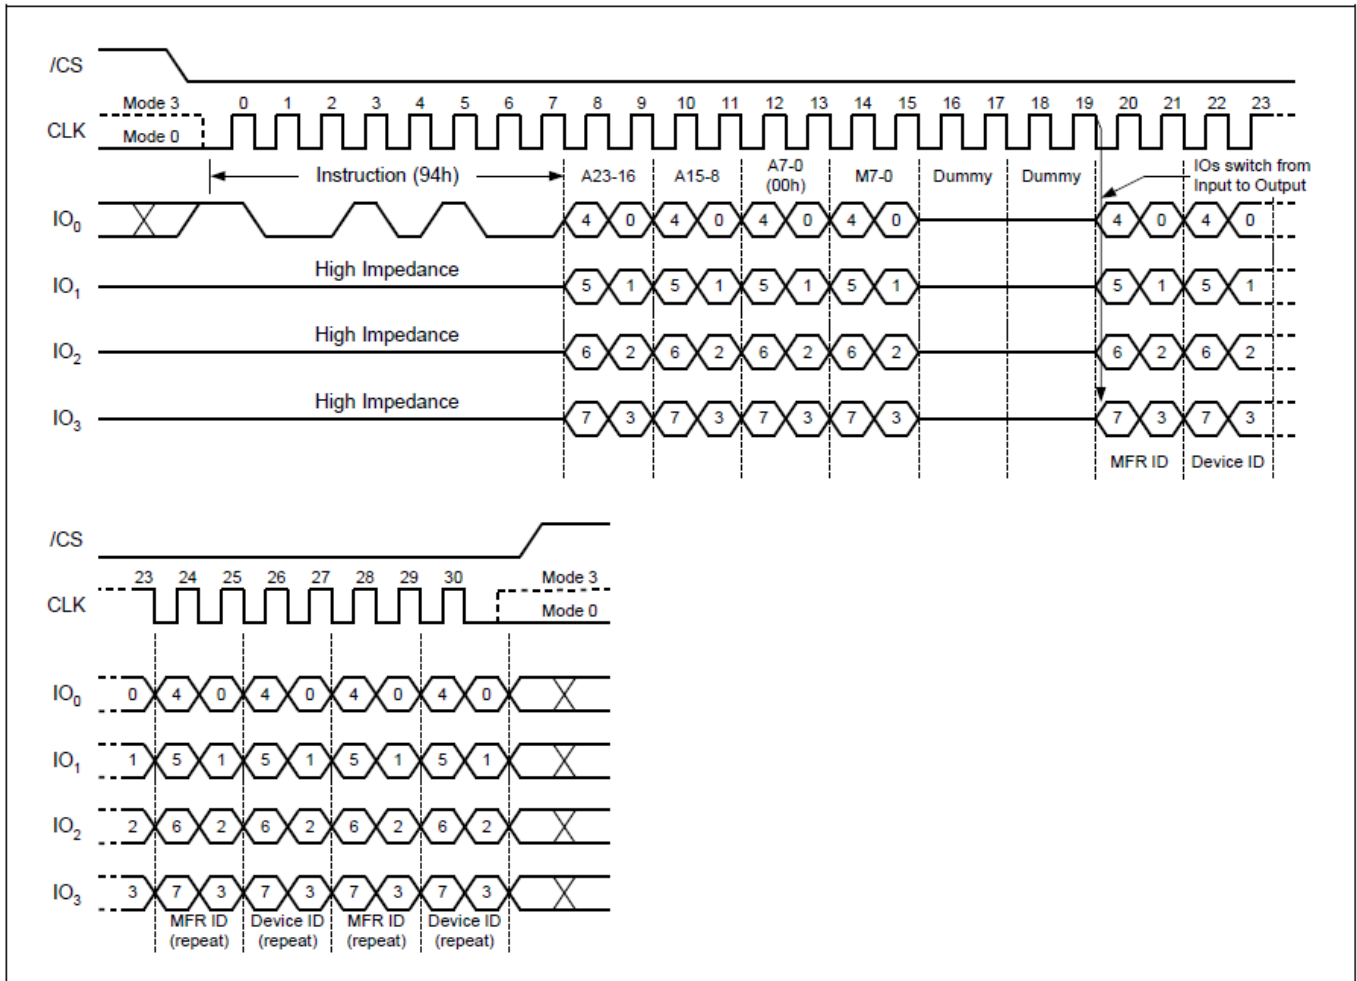 /CS
Mode 3 0 1 2 3 4 5 6 7 8 9 10 11 12 13 14 15 16 17 18 19 20 21 22 23
CLK
Mode 0
Instruction (94h) A23-16 A15-8 A7-0 (00h) M7-0 Dummy Dummy IOs switch from Input to Output
IO0 4 0 4 0 4 0 4 0 4 0 4 0
High Impedance
IO1 5 1 5 1 5 1 5 1 5 1 5 1
High Impedance
IO2 6 2 6 2 6 2 6 2 6 2 6 2
High Impedance
IO3 7 3 7 3 7 3 7 3 7 3 7 3
MFR ID Device ID
/CS
23 24 25 26 27 28 29 30 Mode 3
CLK
Mode 0
IO0 0 4 0 4 0 4 0 4 0
IO1 1 5 1 5 1 5 1 5 1
IO2 2 6 2 6 2 6 2 6 2
IO3 3 7 3 7 3 7 3 7 3
MFR ID Device ID MFR ID Device ID
(repeat) (repeat) (repeat) (repeat)